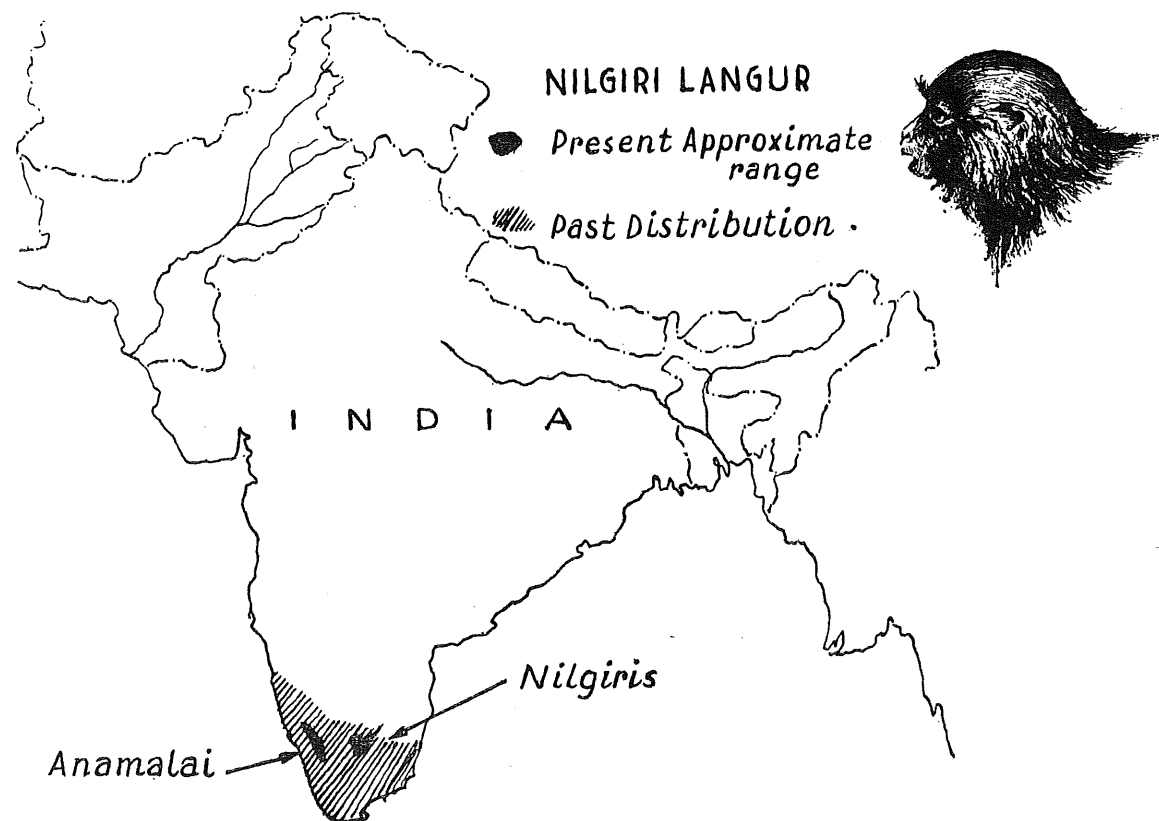 NILGIRI LANGUR
Present Approximate
range
Past Distribution .
INDIA
Nilgiris
Anamalai